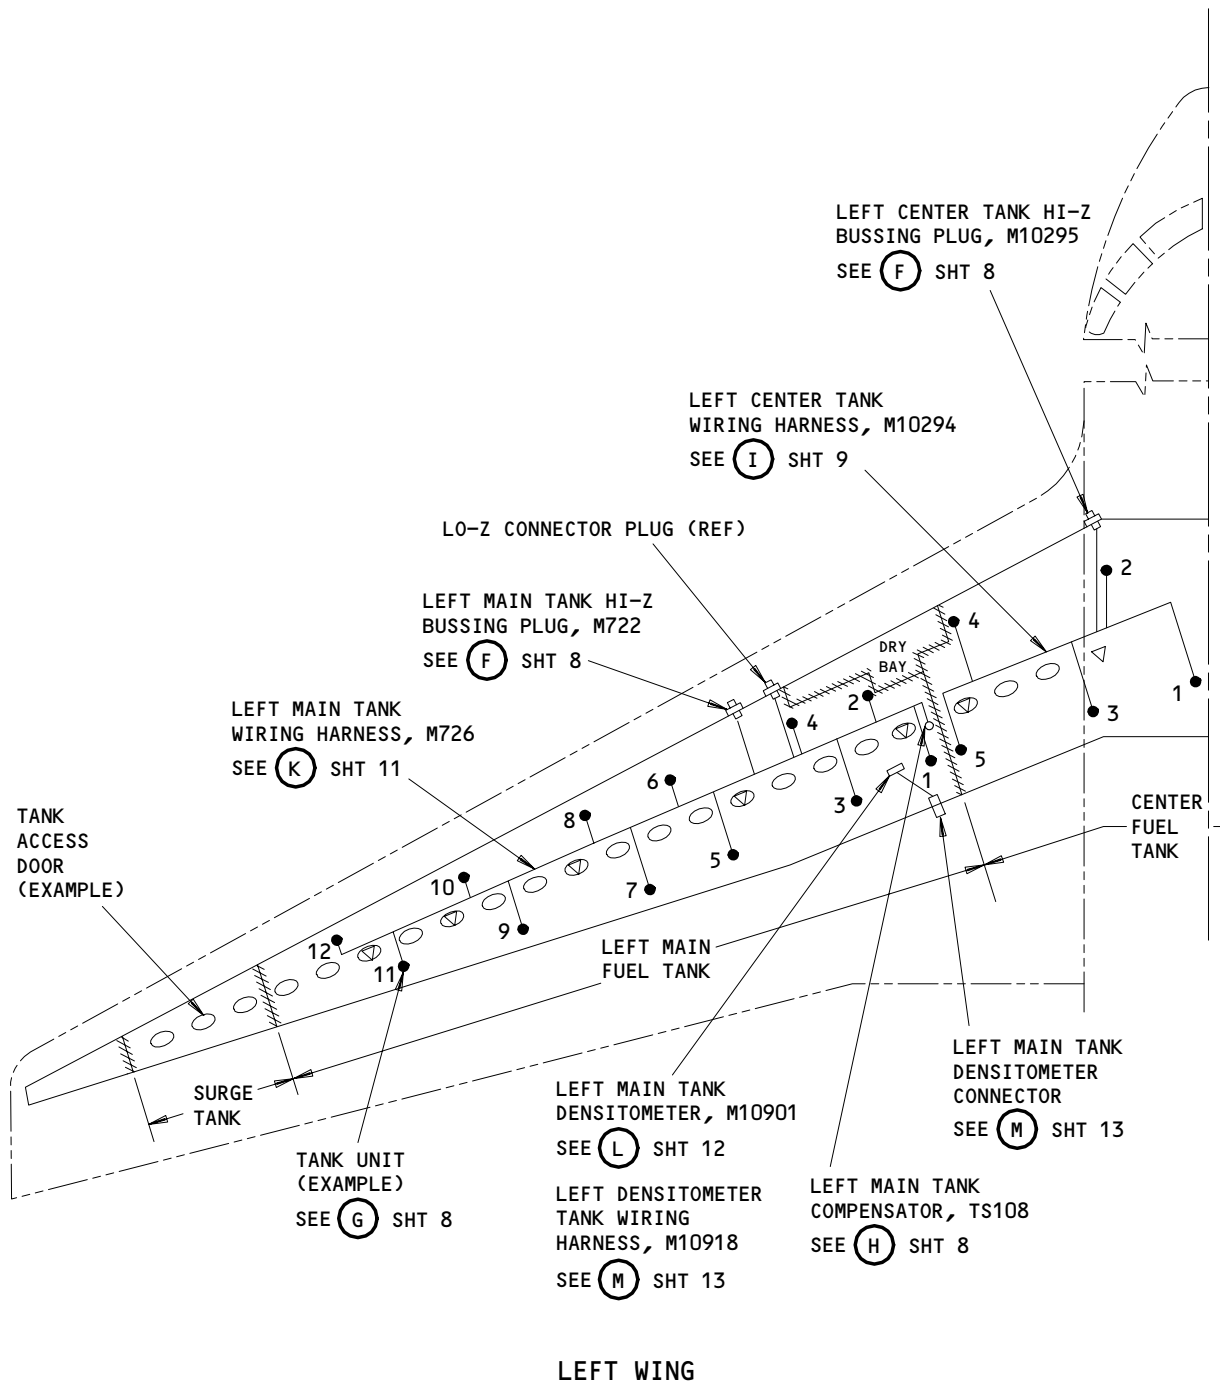 LEFT CENTER TANK HI-Z
BUSSING PLUG, M10295
SEE F SHT 8
LEFT CENTER TANK
WIRING HARNESS, M10294
SEE I SHT 9
LO-Z CONNECTOR PLUG (REF)
LEFT MAIN TANK HI-Z
BUSSING PLUG, M722
SEE F SHT 8
LEFT MAIN TANK
WIRING HARNESS, M726
SEE K SHT 11
TANK
ACCESS
DOOR
(EXAMPLE)
DRY
BAY
2
4
1
3
5
2
4
1
3
6
8
5
7
10
9
12
11
CENTER
FUEL
TANK
LEFT MAIN
FUEL TANK
SURGE
TANK
TANK UNIT
(EXAMPLE)
SEE G SHT 8
LEFT MAIN TANK
DENSITOMETER, M10901
SEE L SHT 12
LEFT DENSITOMETER
TANK WIRING
HARNESS, M10918
SEE M SHT 13
LEFT MAIN TANK
COMPENSATOR, TS108
SEE H SHT 8
LEFT MAIN TANK
DENSITOMETER
CONNECTOR
SEE M SHT 13
LEFT WING